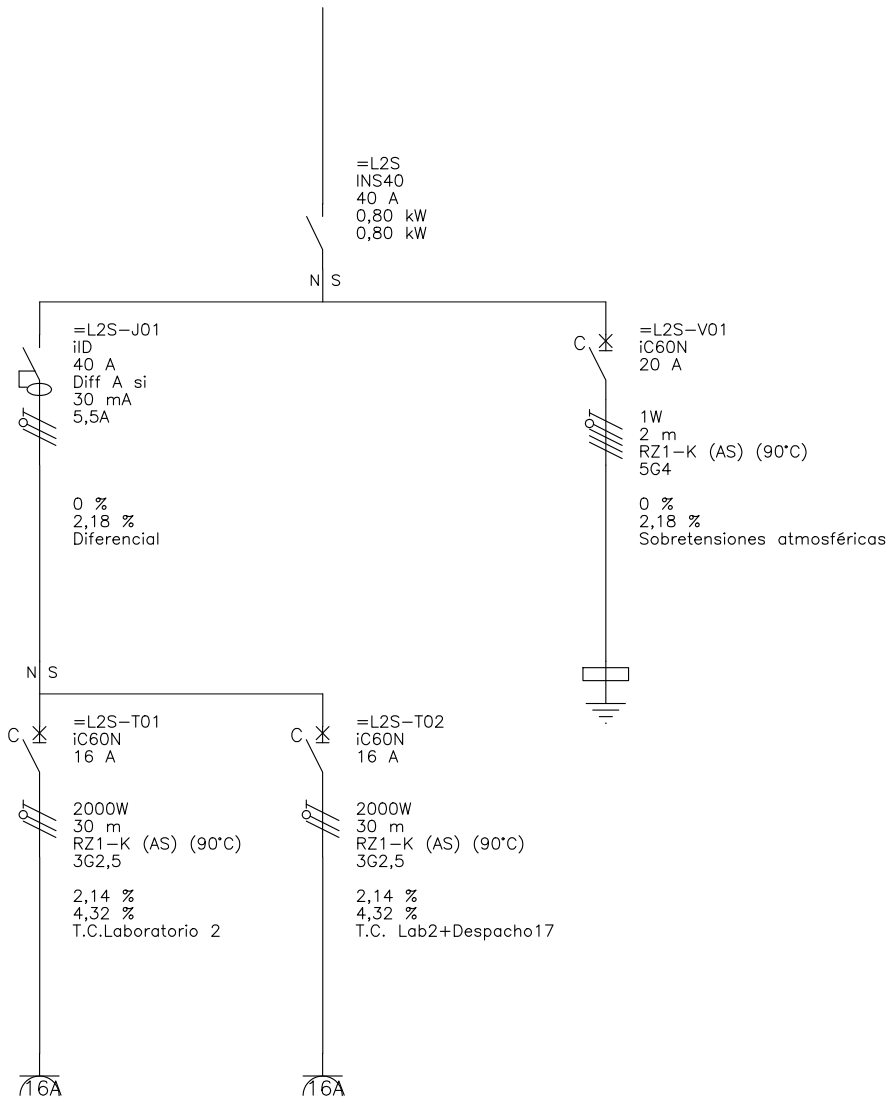 =L2S
INS40
40 A
0,80 kW
0,80 kW
N S
=L2S-J01
iID
40 A
Diff A si
30 mA
5,5A
0 %
2,18 %
Diferencial
C
=L2S-V01
iC60N
20 A
1W
2 m
RZ1-K (AS) (90°C)
5G4
0 %
2,18 %
Sobretensiones atmosféricas
N S
C
=L2S-T01
iC60N
16 A
2000W
30 m
RZ1-K (AS) (90°C)
3G2,5
2,14 %
4,32 %
T.C.Laboratorio 2
16A
C
=L2S-T02
iC60N
16 A
2000W
30 m
RZ1-K (AS) (90°C)
3G2,5
2,14 %
4,32 %
T.C. Lab2+Despacho17
16A